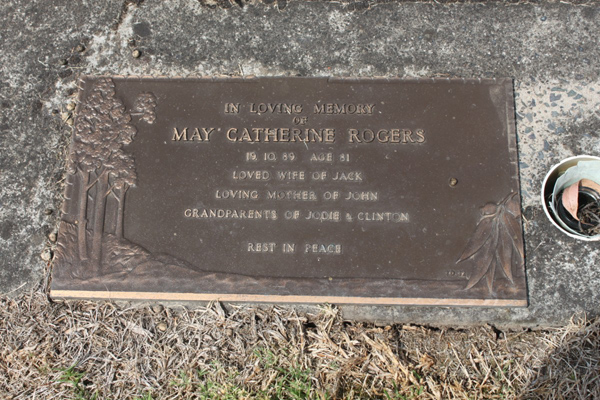 IN LOVING MEMORY
OF
MAY CATHERINE ROGERS
19.10.89 AGE 81
LOVED WIFE OF JACK
LOVING MOTHER OF JOHN
GRANDPARENTS OF JODIE & CLINTON
REST IN PEACE